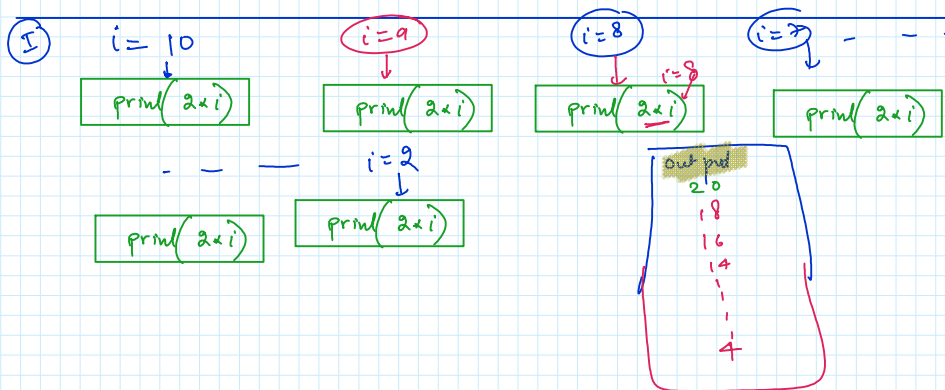 I i = 10 i = 9 i = 8 i = 7 - - -
i = 8
print( 2*i ) print( 2*i ) print( 2*i ) print( 2*i )
- - — i = 2
output
print( 2*i ) print( 2*i )
20
18
16
14
4